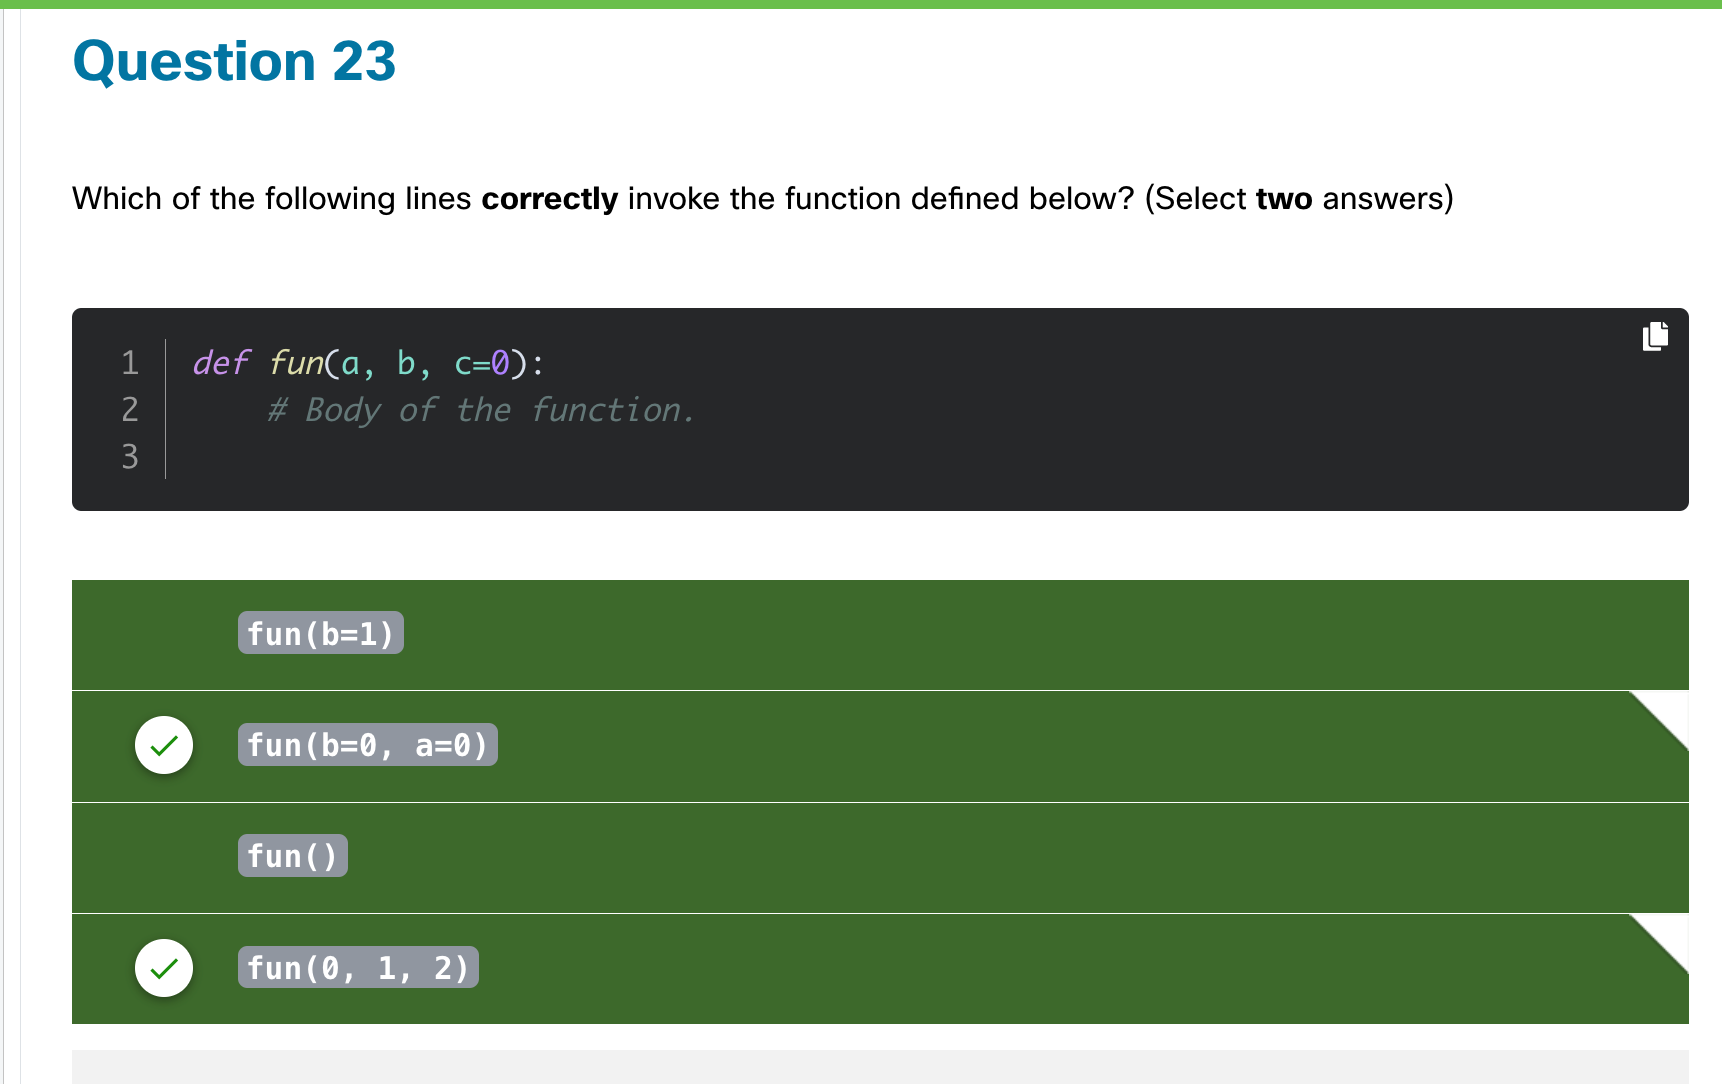 Question 23
Which of the following lines correctly invoke the function defined below? (Select two answers)
1 def fun(a, b, c=0):
2     # Body of the function.
3
fun(b=1)
fun(b=0, a=0)
fun()
fun(0, 1, 2)